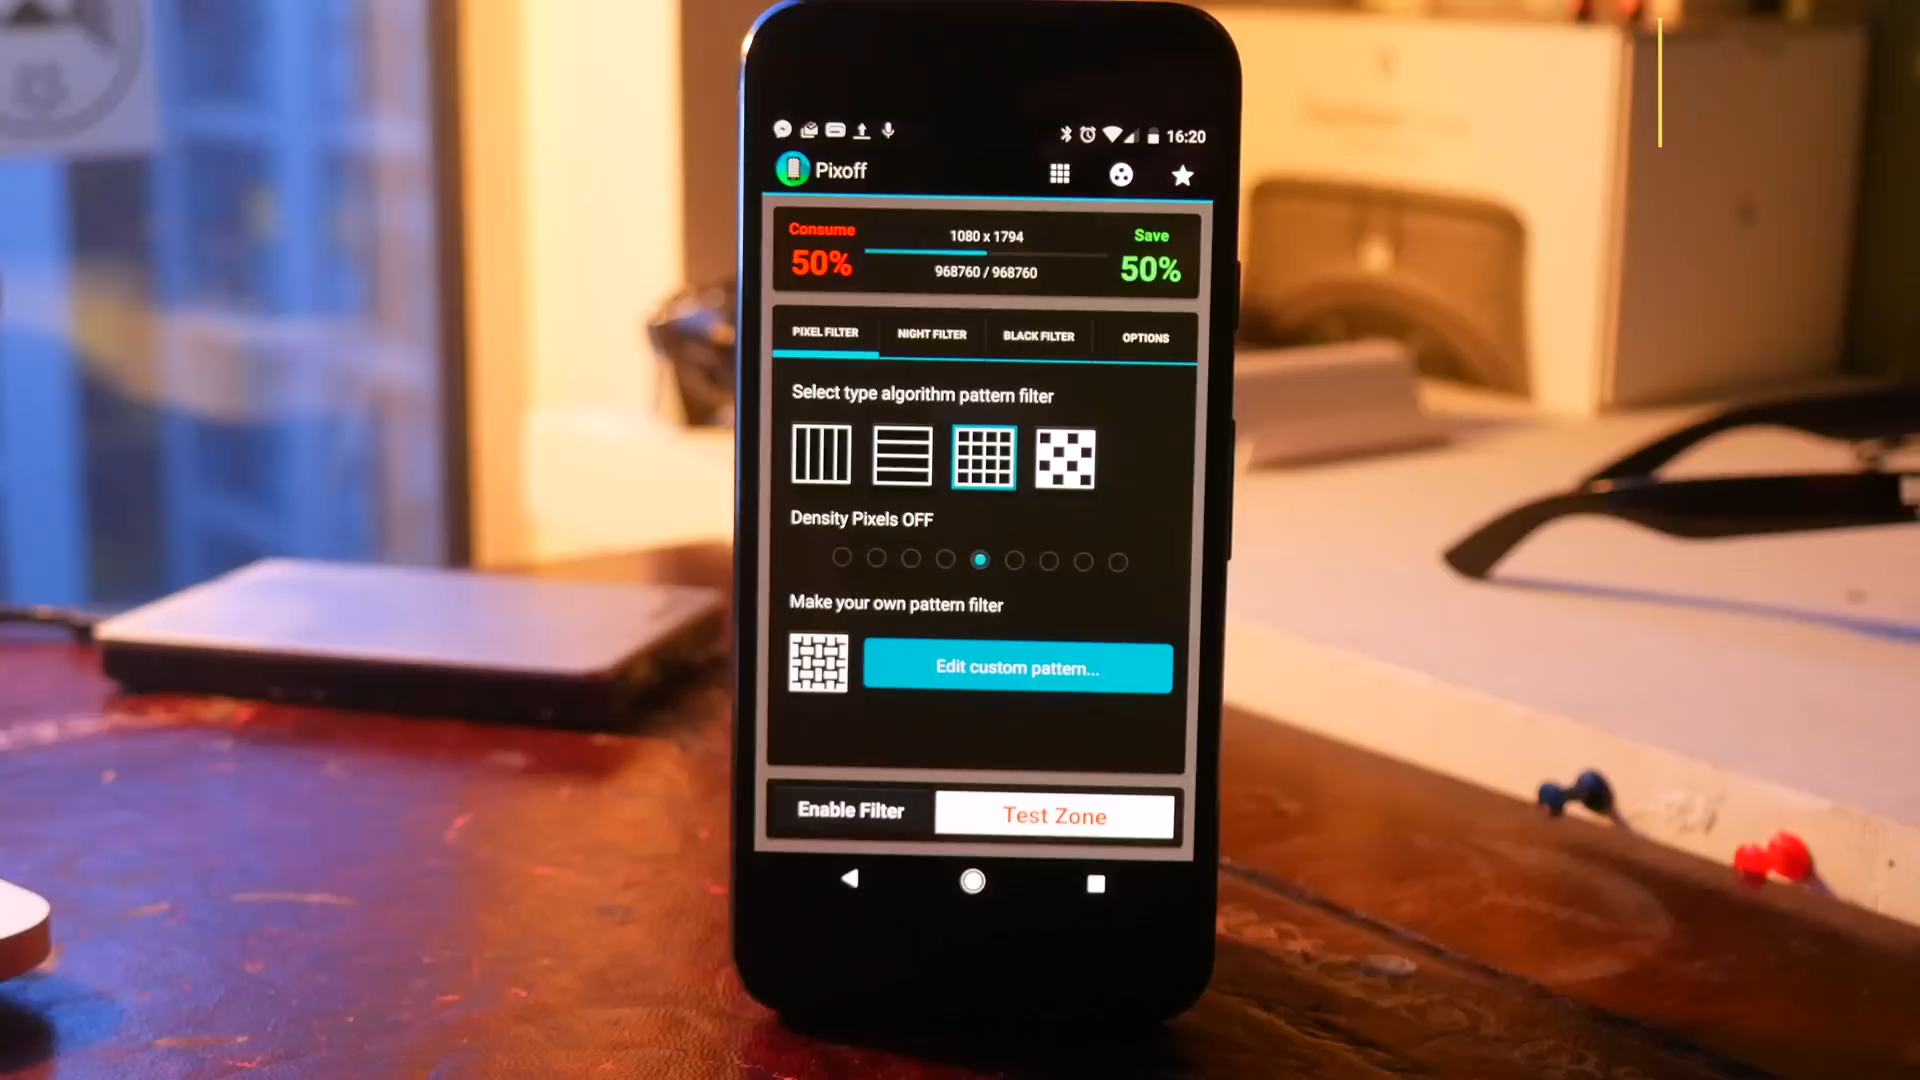 16:20
Pixoff
Consume
1080 x 1794
Save
50%
968760 / 968760
50%
PIXEL FILTER
NIGHT FILTER
BLACK FILTER
OPTIONS
Select type algorithm pattern filter
Density Pixels OFF
Make your own pattern filter
Edit custom pattern...
Enable Filter
Test Zone